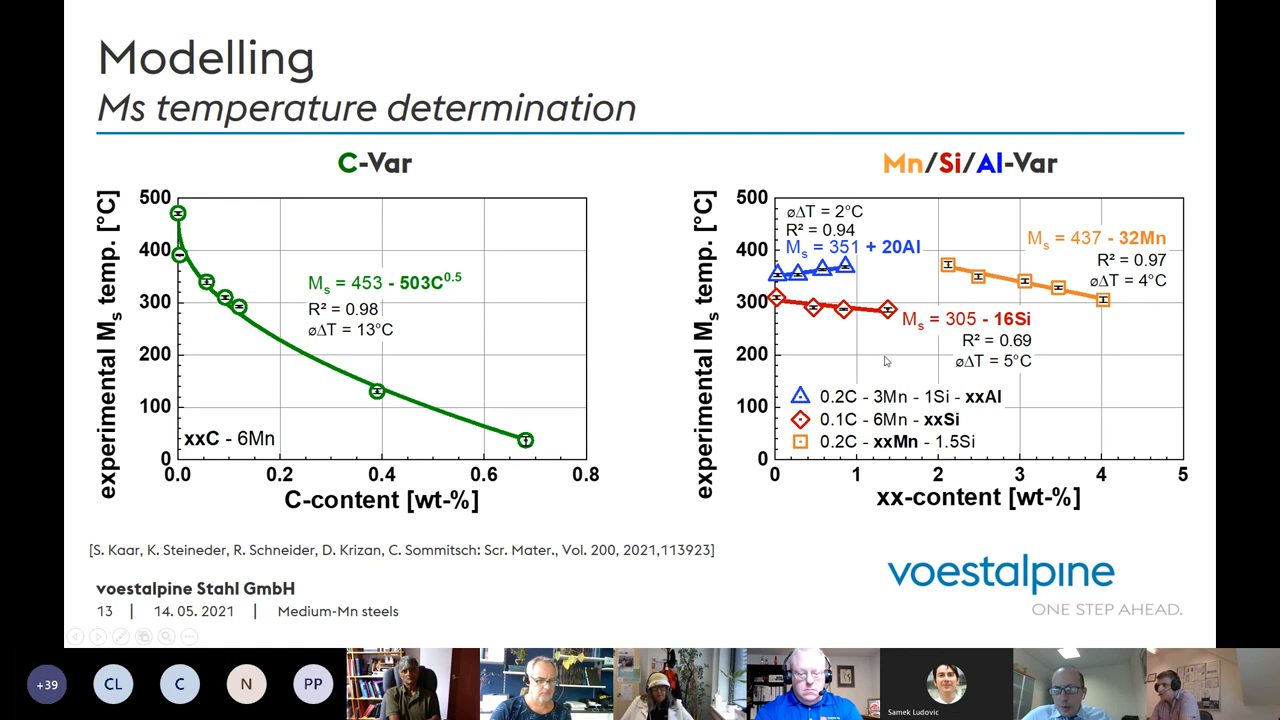 Modelling
Ms temperature determination
C-Var
experimental Ms temp. [°C]
500
400
300
200
100
0
Ms = 453 - 503C^0.5
R² = 0.98
⌀ΔT = 13°C
xxC - 6Mn
0.0 0.2 0.4 0.6 0.8
C-content [wt-%]
Mn/Si/Al-Var
experimental Ms temp. [°C]
500
400
300
200
100
0
⌀ΔT = 2°C
R² = 0.94
Ms = 351 + 20Al
Ms = 437 - 32Mn
R² = 0.97
⌀ΔT = 4°C
Ms = 305 - 16Si
R² = 0.69
⌀ΔT = 5°C
0.2C - 3Mn - 1Si - xxAl
0.1C - 6Mn - xxSi
0.2C - xxMn - 1.5Si
0 1 2 3 4 5
xx-content [wt-%]
[S. Kaar, K. Steineder, R. Schneider, D. Krizan, C. Sommitsch: Scr. Mater., Vol. 200, 2021,113923]
voestalpine Stahl GmbH
13 | 14. 05. 2021 | Medium-Mn steels
voestalpine
ONE STEP AHEAD.
+39 CL C N PP
Samek Ludovic